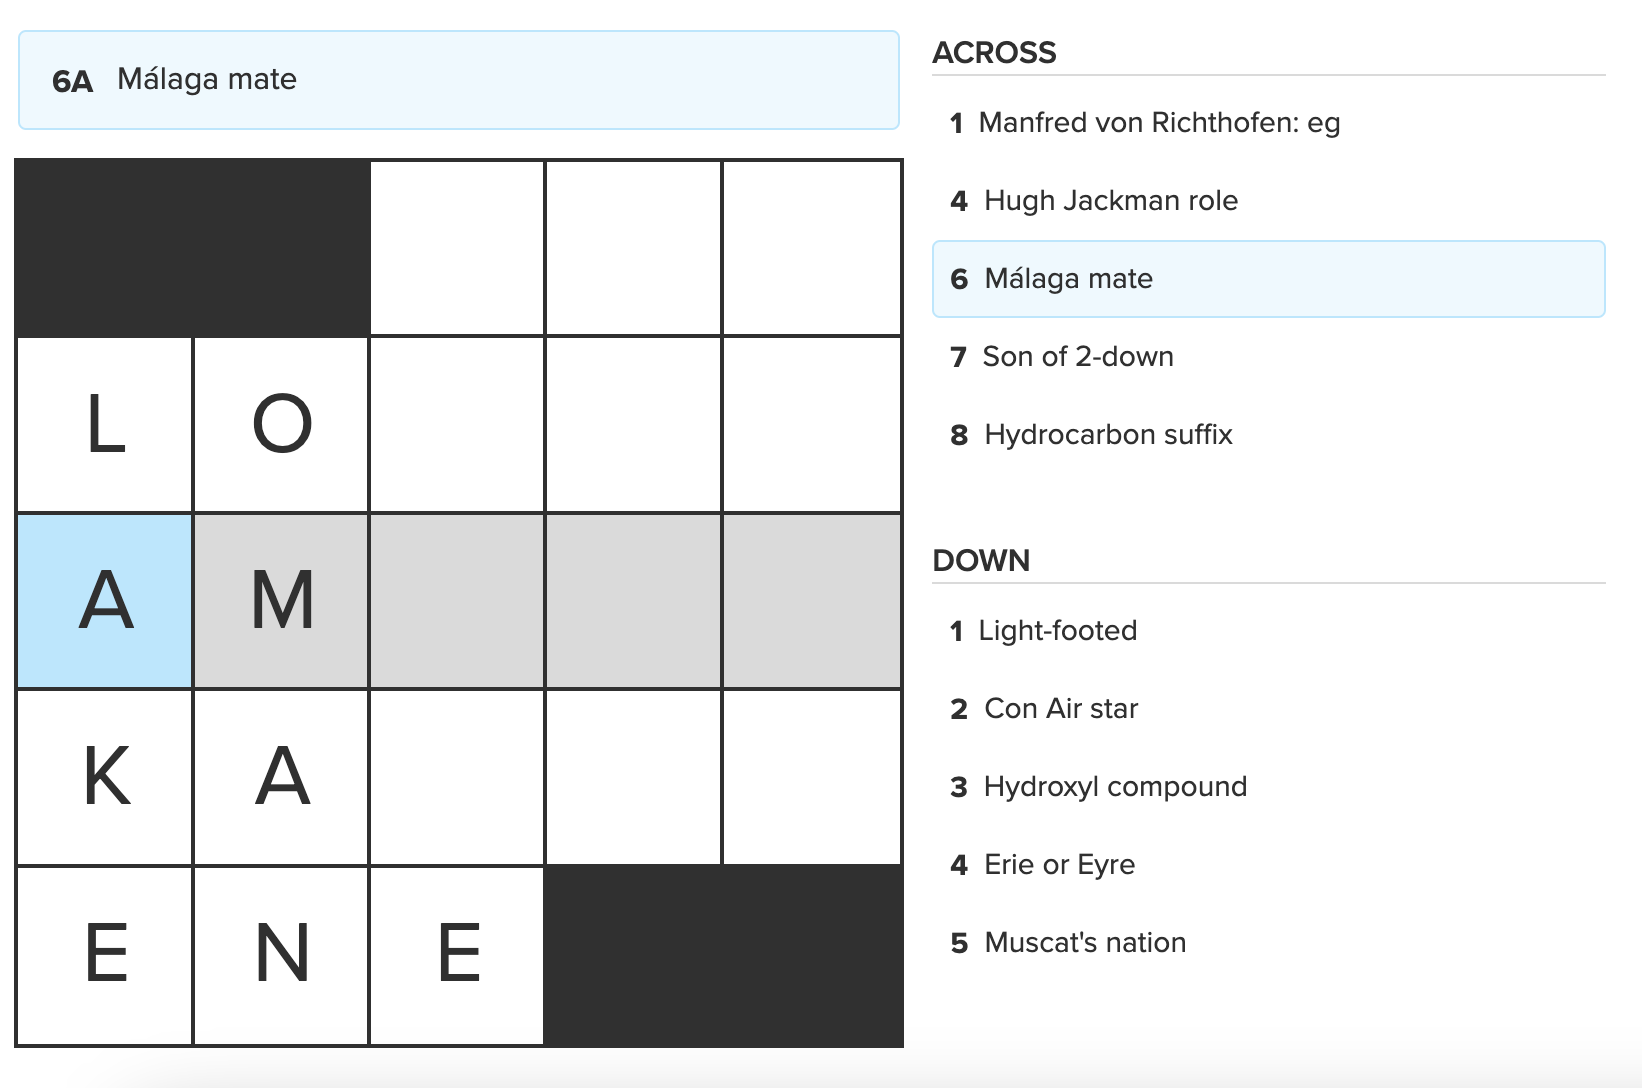 6A Málaga mate
L O
A M
K A
E N E
ACROSS
1 Manfred von Richthofen: eg
4 Hugh Jackman role
6 Málaga mate
7 Son of 2-down
8 Hydrocarbon suffix
DOWN
1 Light-footed
2 Con Air star
3 Hydroxyl compound
4 Erie or Eyre
5 Muscat's nation